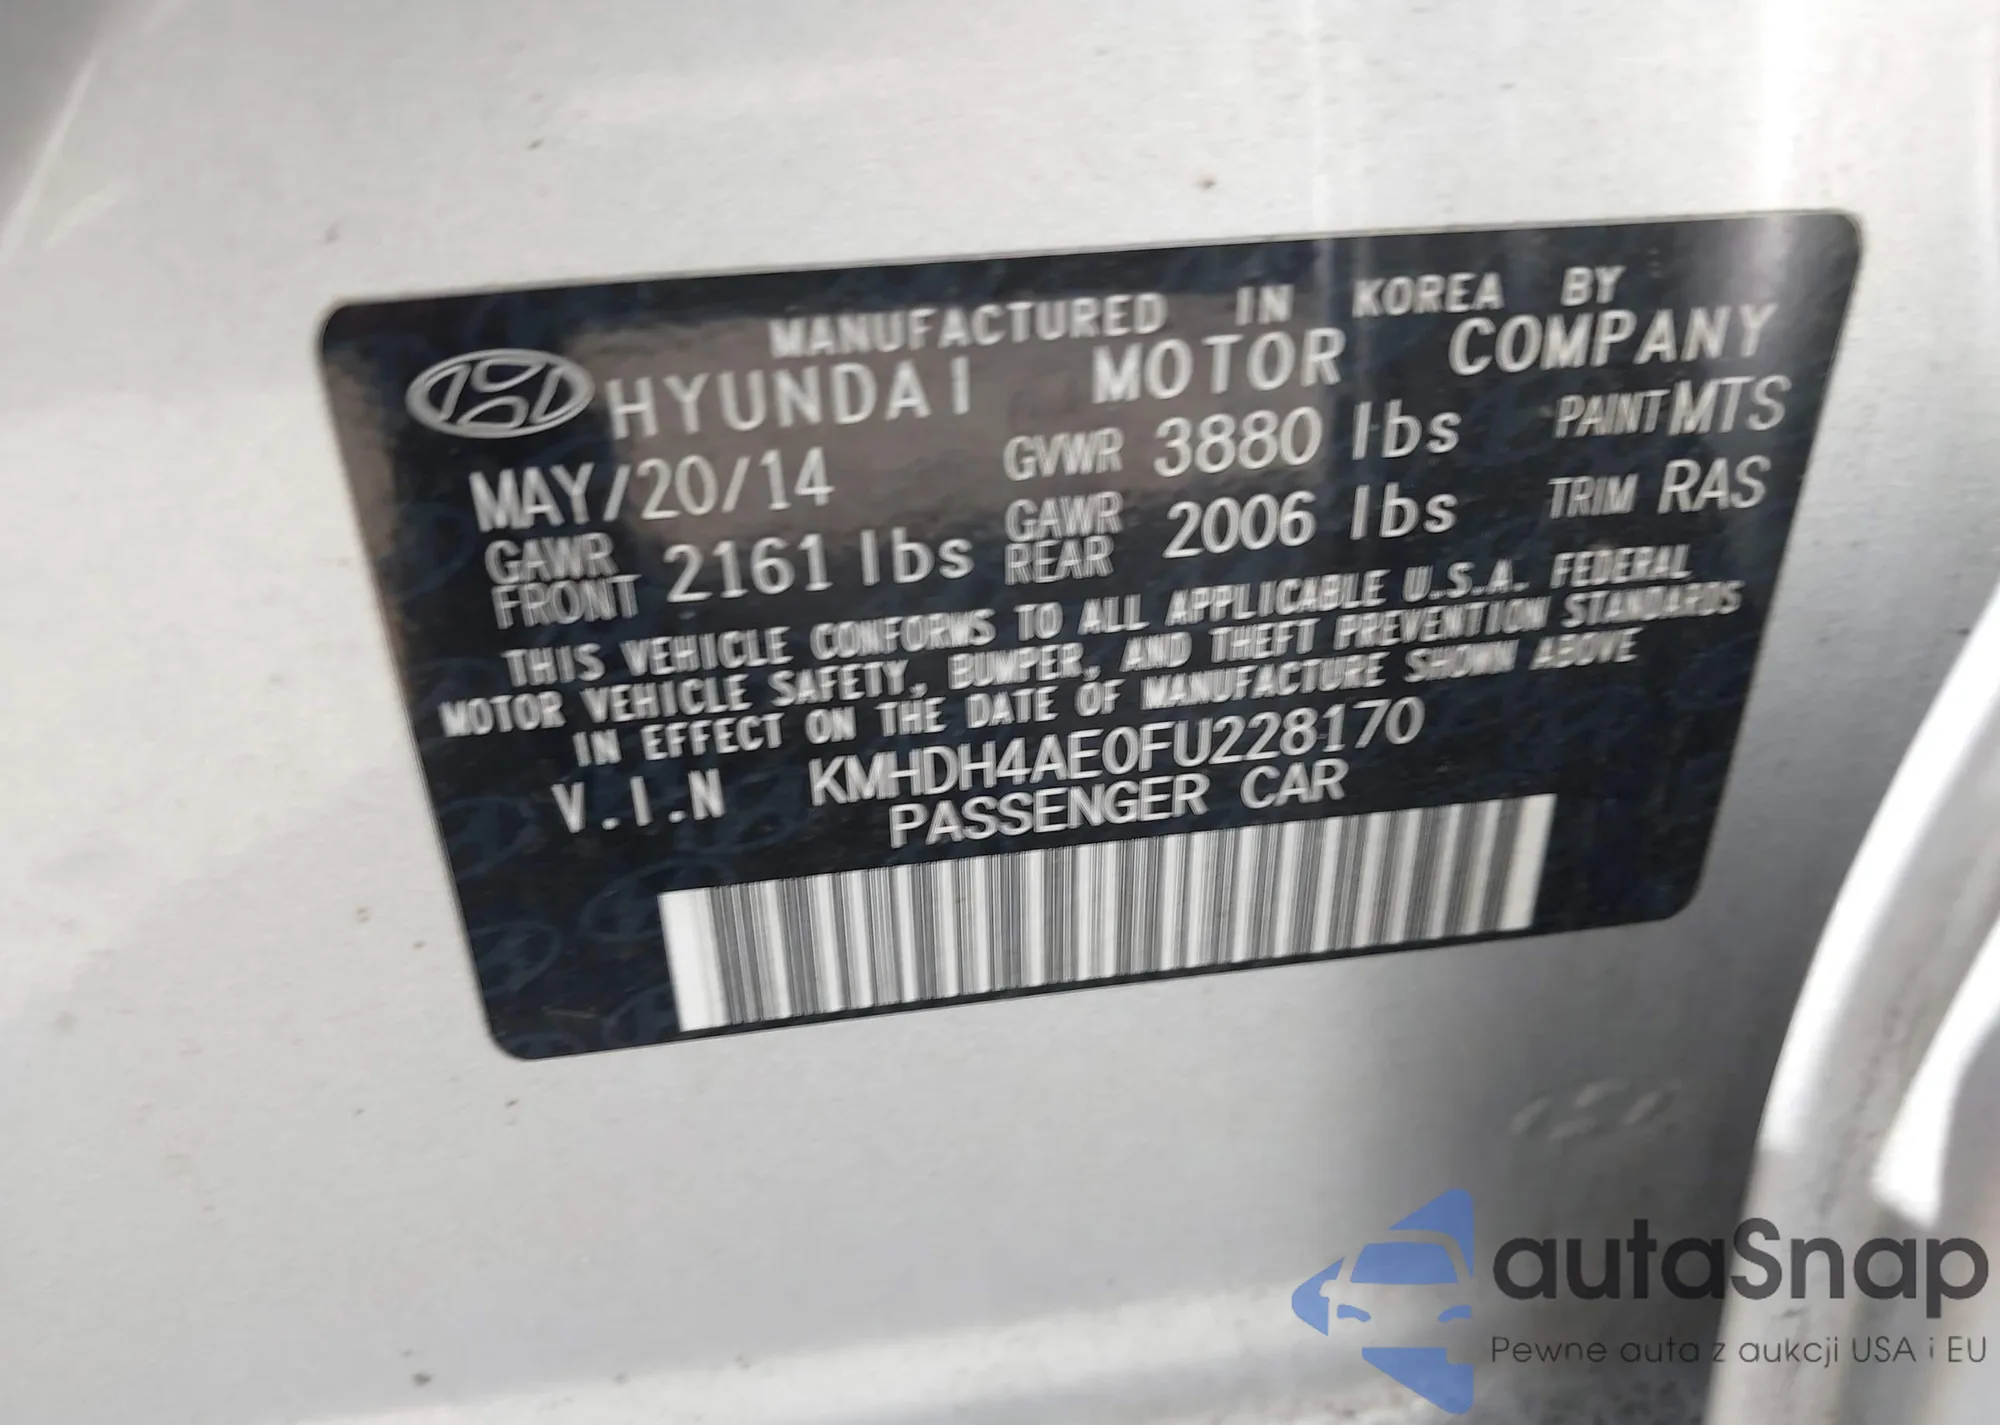 MANUFACTURED IN KOREA BY
HYUNDAI MOTOR COMPANY
MAY/20/14 GVWR 3880 lbs PAINT MTS
GAWR FRONT 2161 lbs GAWR REAR 2006 lbs TRIM RAS
THIS VEHICLE CONFORMS TO ALL APPLICABLE U.S.A. FEDERAL
MOTOR VEHICLE SAFETY, BUMPER, AND THEFT PREVENTION STANDARDS
IN EFFECT ON THE DATE OF MANUFACTURE SHOWN ABOVE
V.I.N KMHDH4AE0FU228170
PASSENGER CAR
autaSnap
Pewne auta z aukcji USA i EU